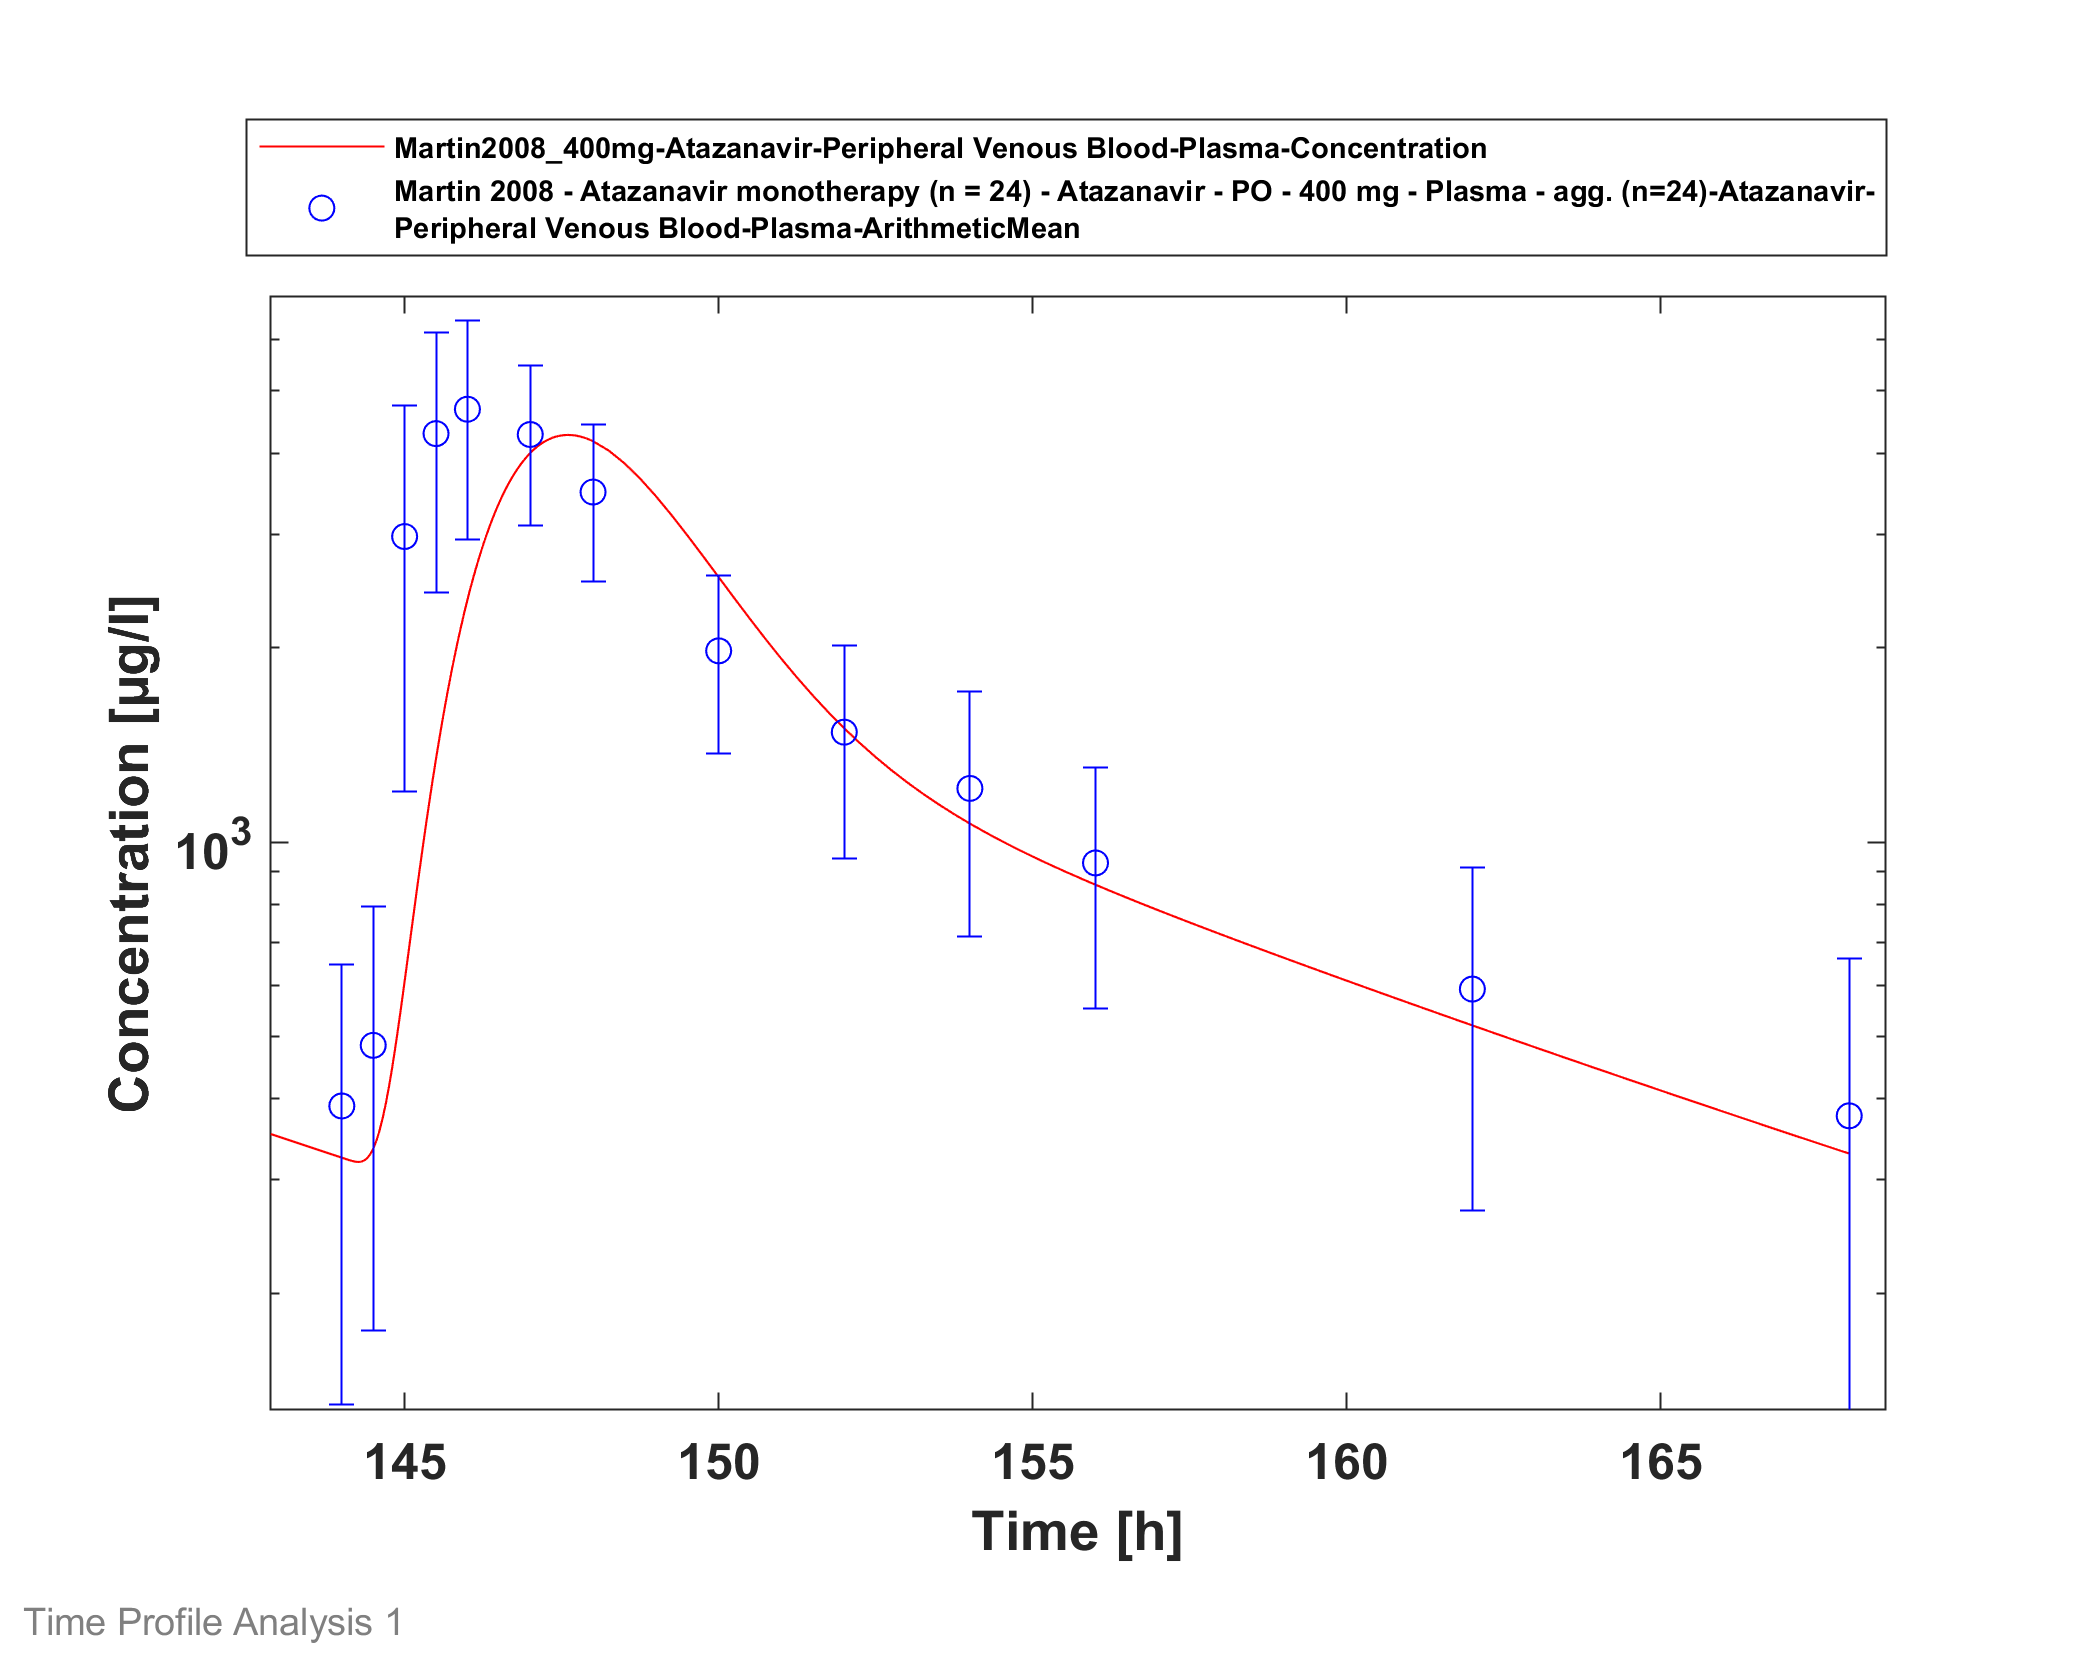 Martin2008_400mg-Atazanavir-Peripheral Venous Blood-Plasma-Concentration
Martin 2008 - Atazanavir monotherapy (n = 24) - Atazanavir - PO - 400 mg - Plasma - agg. (n=24)-Atazanavir-
Peripheral Venous Blood-Plasma-ArithmeticMean
Concentration [µg/l]
10^3
145 150 155 160 165
Time [h]
Time Profile Analysis 1